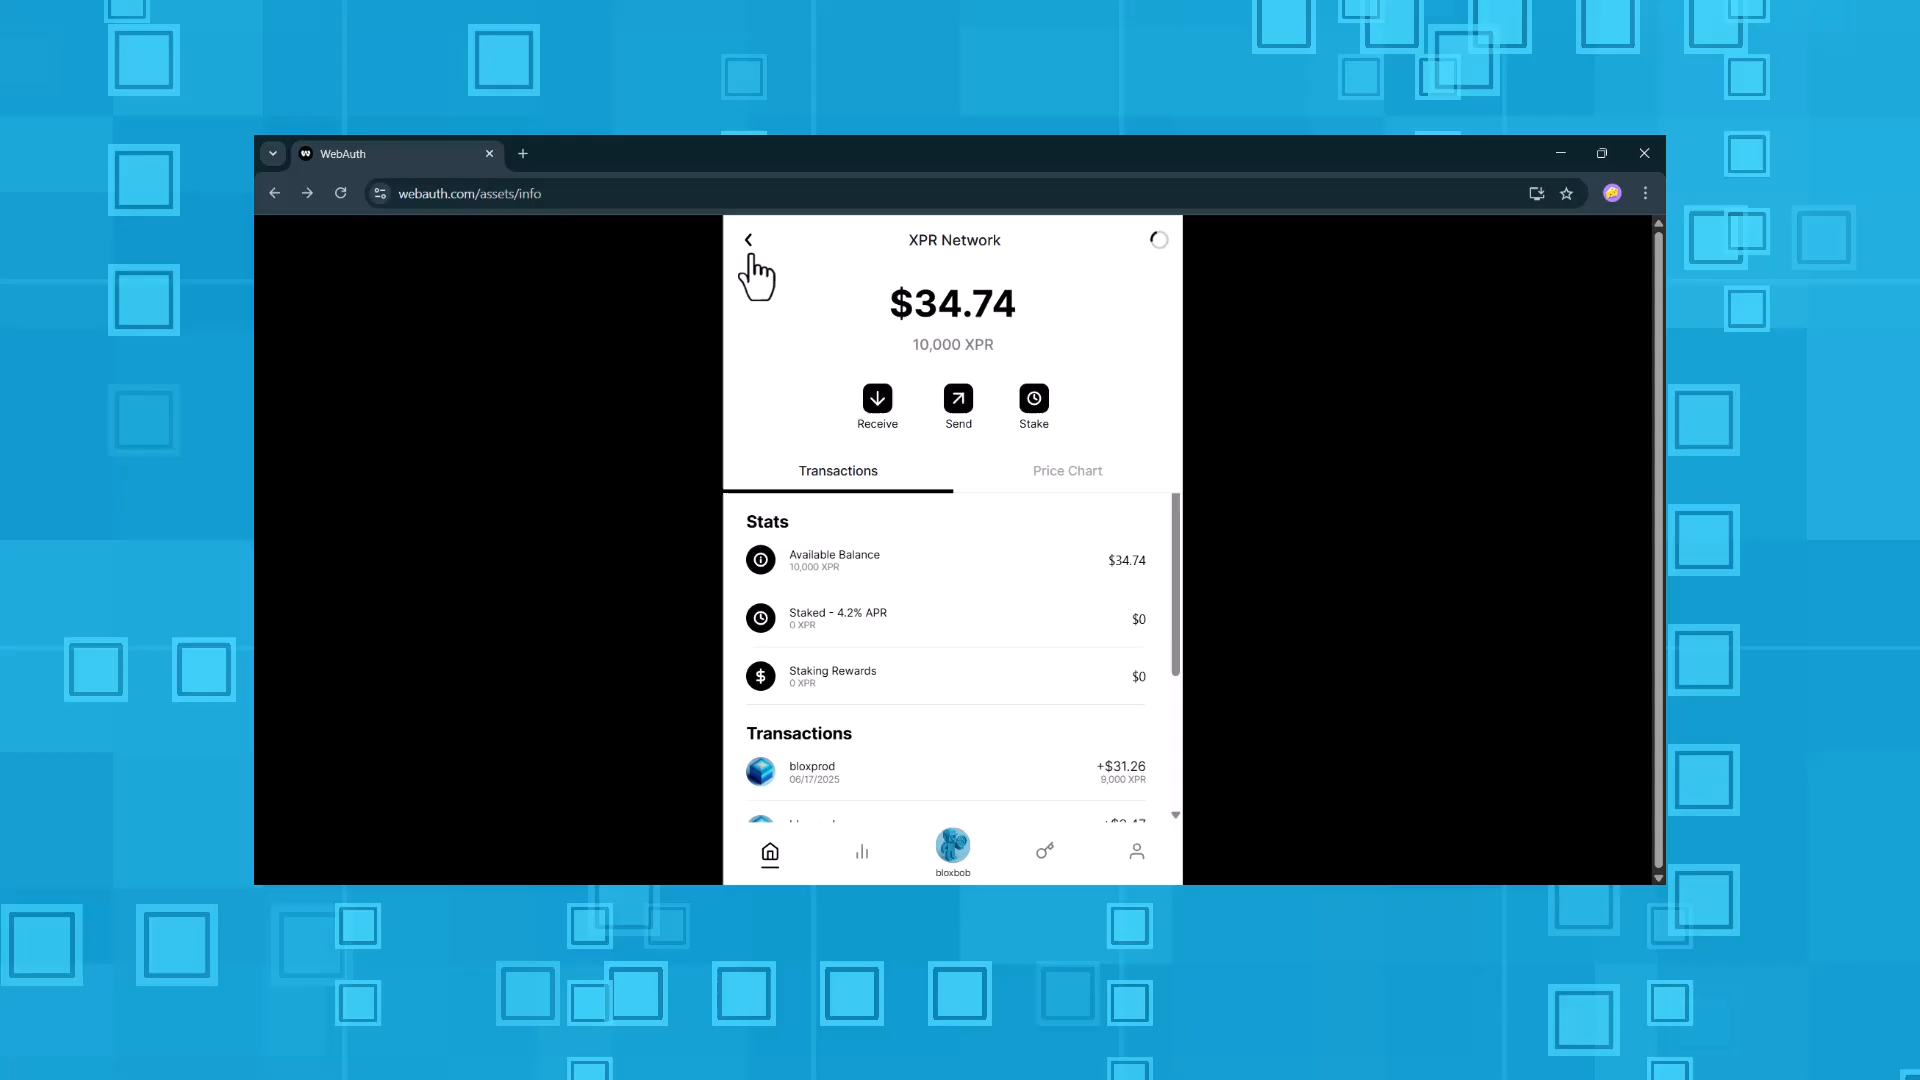 WebAuth
webauth.com/assets/info
XPR Network
$34.74
10,000 XPR
Receive
Send
Stake
Transactions
Price Chart
Stats
Available Balance
10,000 XPR
$34.74
Staked - 4.2% APR
0 XPR
$0
Staking Rewards
0 XPR
$0
Transactions
bloxprod
06/17/2025
+$31.26
9,000 XPR
bloxbob